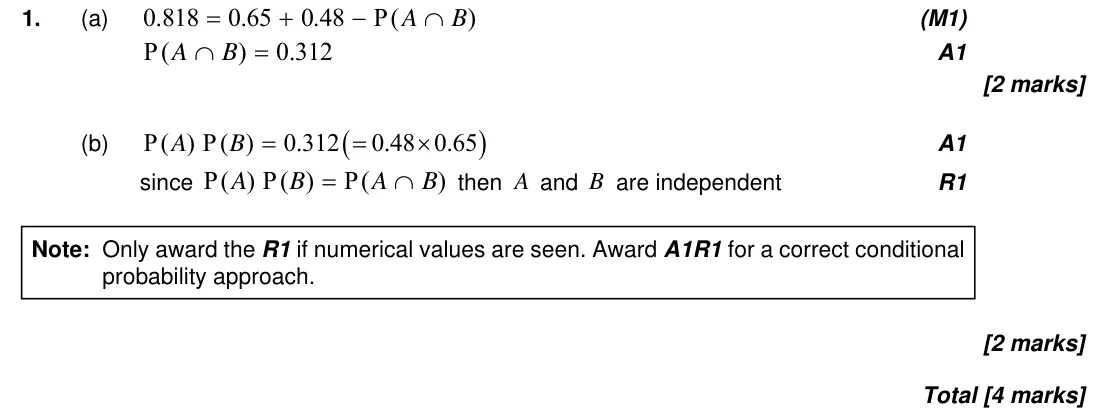 1. (a) 0.818 = 0.65 + 0.48 − P(A ∩ B) (M1)
P(A ∩ B) = 0.312 A1
[2 marks]
(b) P(A) P(B) = 0.312(= 0.48×0.65) A1
since P(A) P(B) = P(A ∩ B) then A and B are independent R1
Note: Only award the R1 if numerical values are seen. Award A1R1 for a correct conditional
probability approach.
[2 marks]
Total [4 marks]